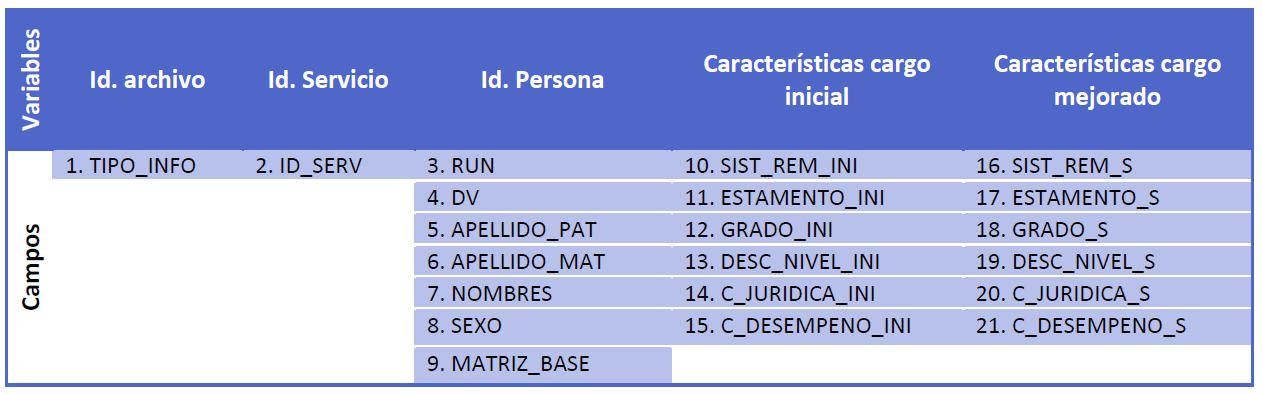 Variables
Id. archivo
Id. Servicio
Id. Persona
Características cargo
inicial
Características cargo
mejorado
Campos
1. TIPO_INFO
2. ID_SERV
3. RUN
10. SIST_REM_INI
16. SIST_REM_S
4. DV
11. ESTAMENTO_INI
17. ESTAMENTO_S
5. APELLIDO_PAT
12. GRADO_INI
18. GRADO_S
6. APELLIDO_MAT
13. DESC_NIVEL_INI
19. DESC_NIVEL_S
7. NOMBRES
14. C_JURIDICA_INI
20. C_JURIDICA_S
8. SEXO
15. C_DESEMPENO_INI
21. C_DESEMPENO_S
9. MATRIZ_BASE